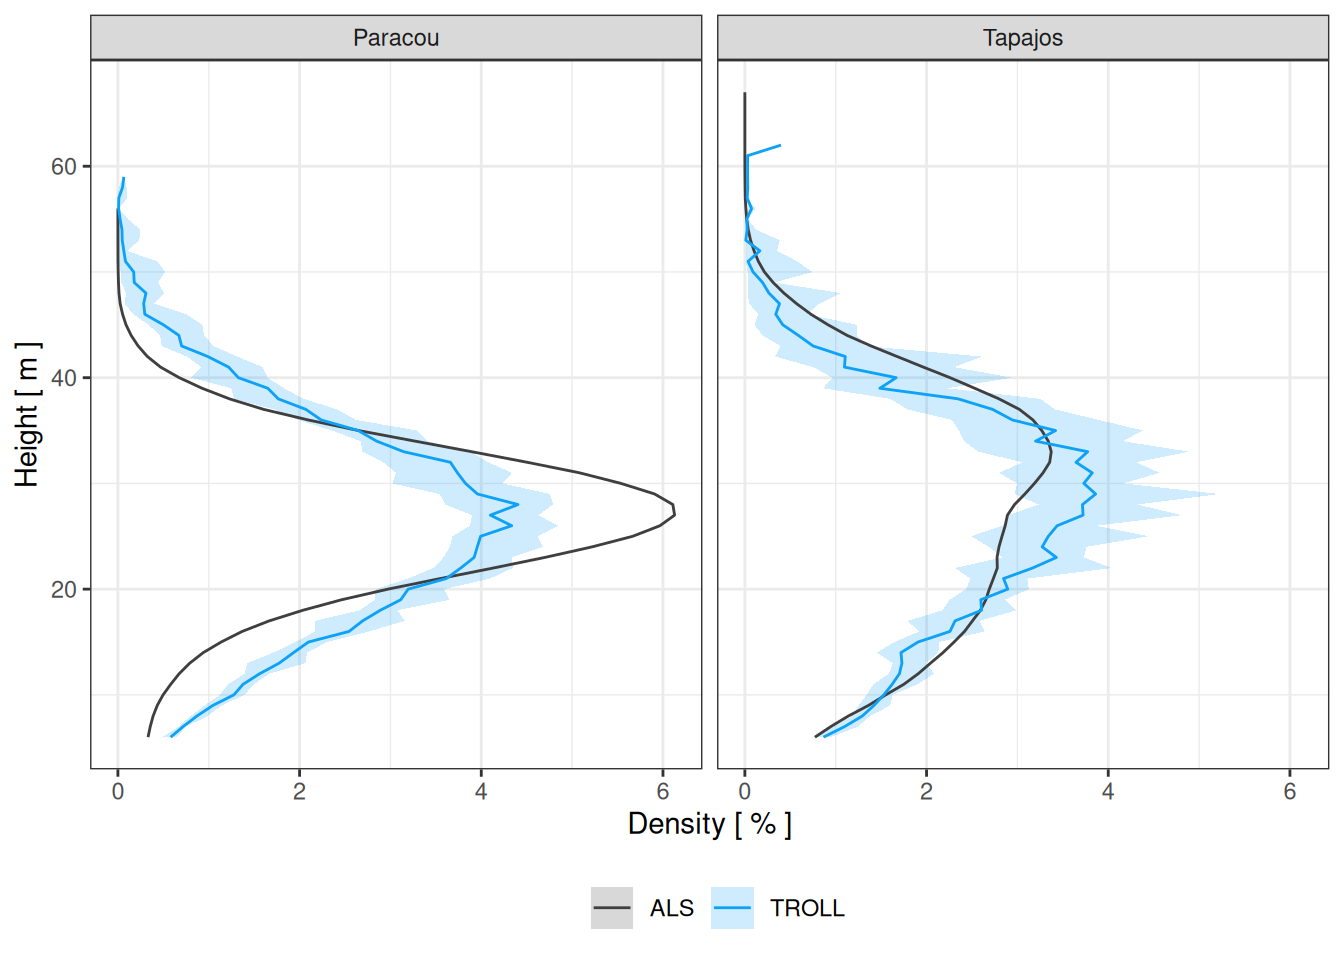 Paracou
Tapajos
60
40
20
Height [ m ]
0 2 4 6
0 2 4 6
Density [ % ]
ALS TROLL